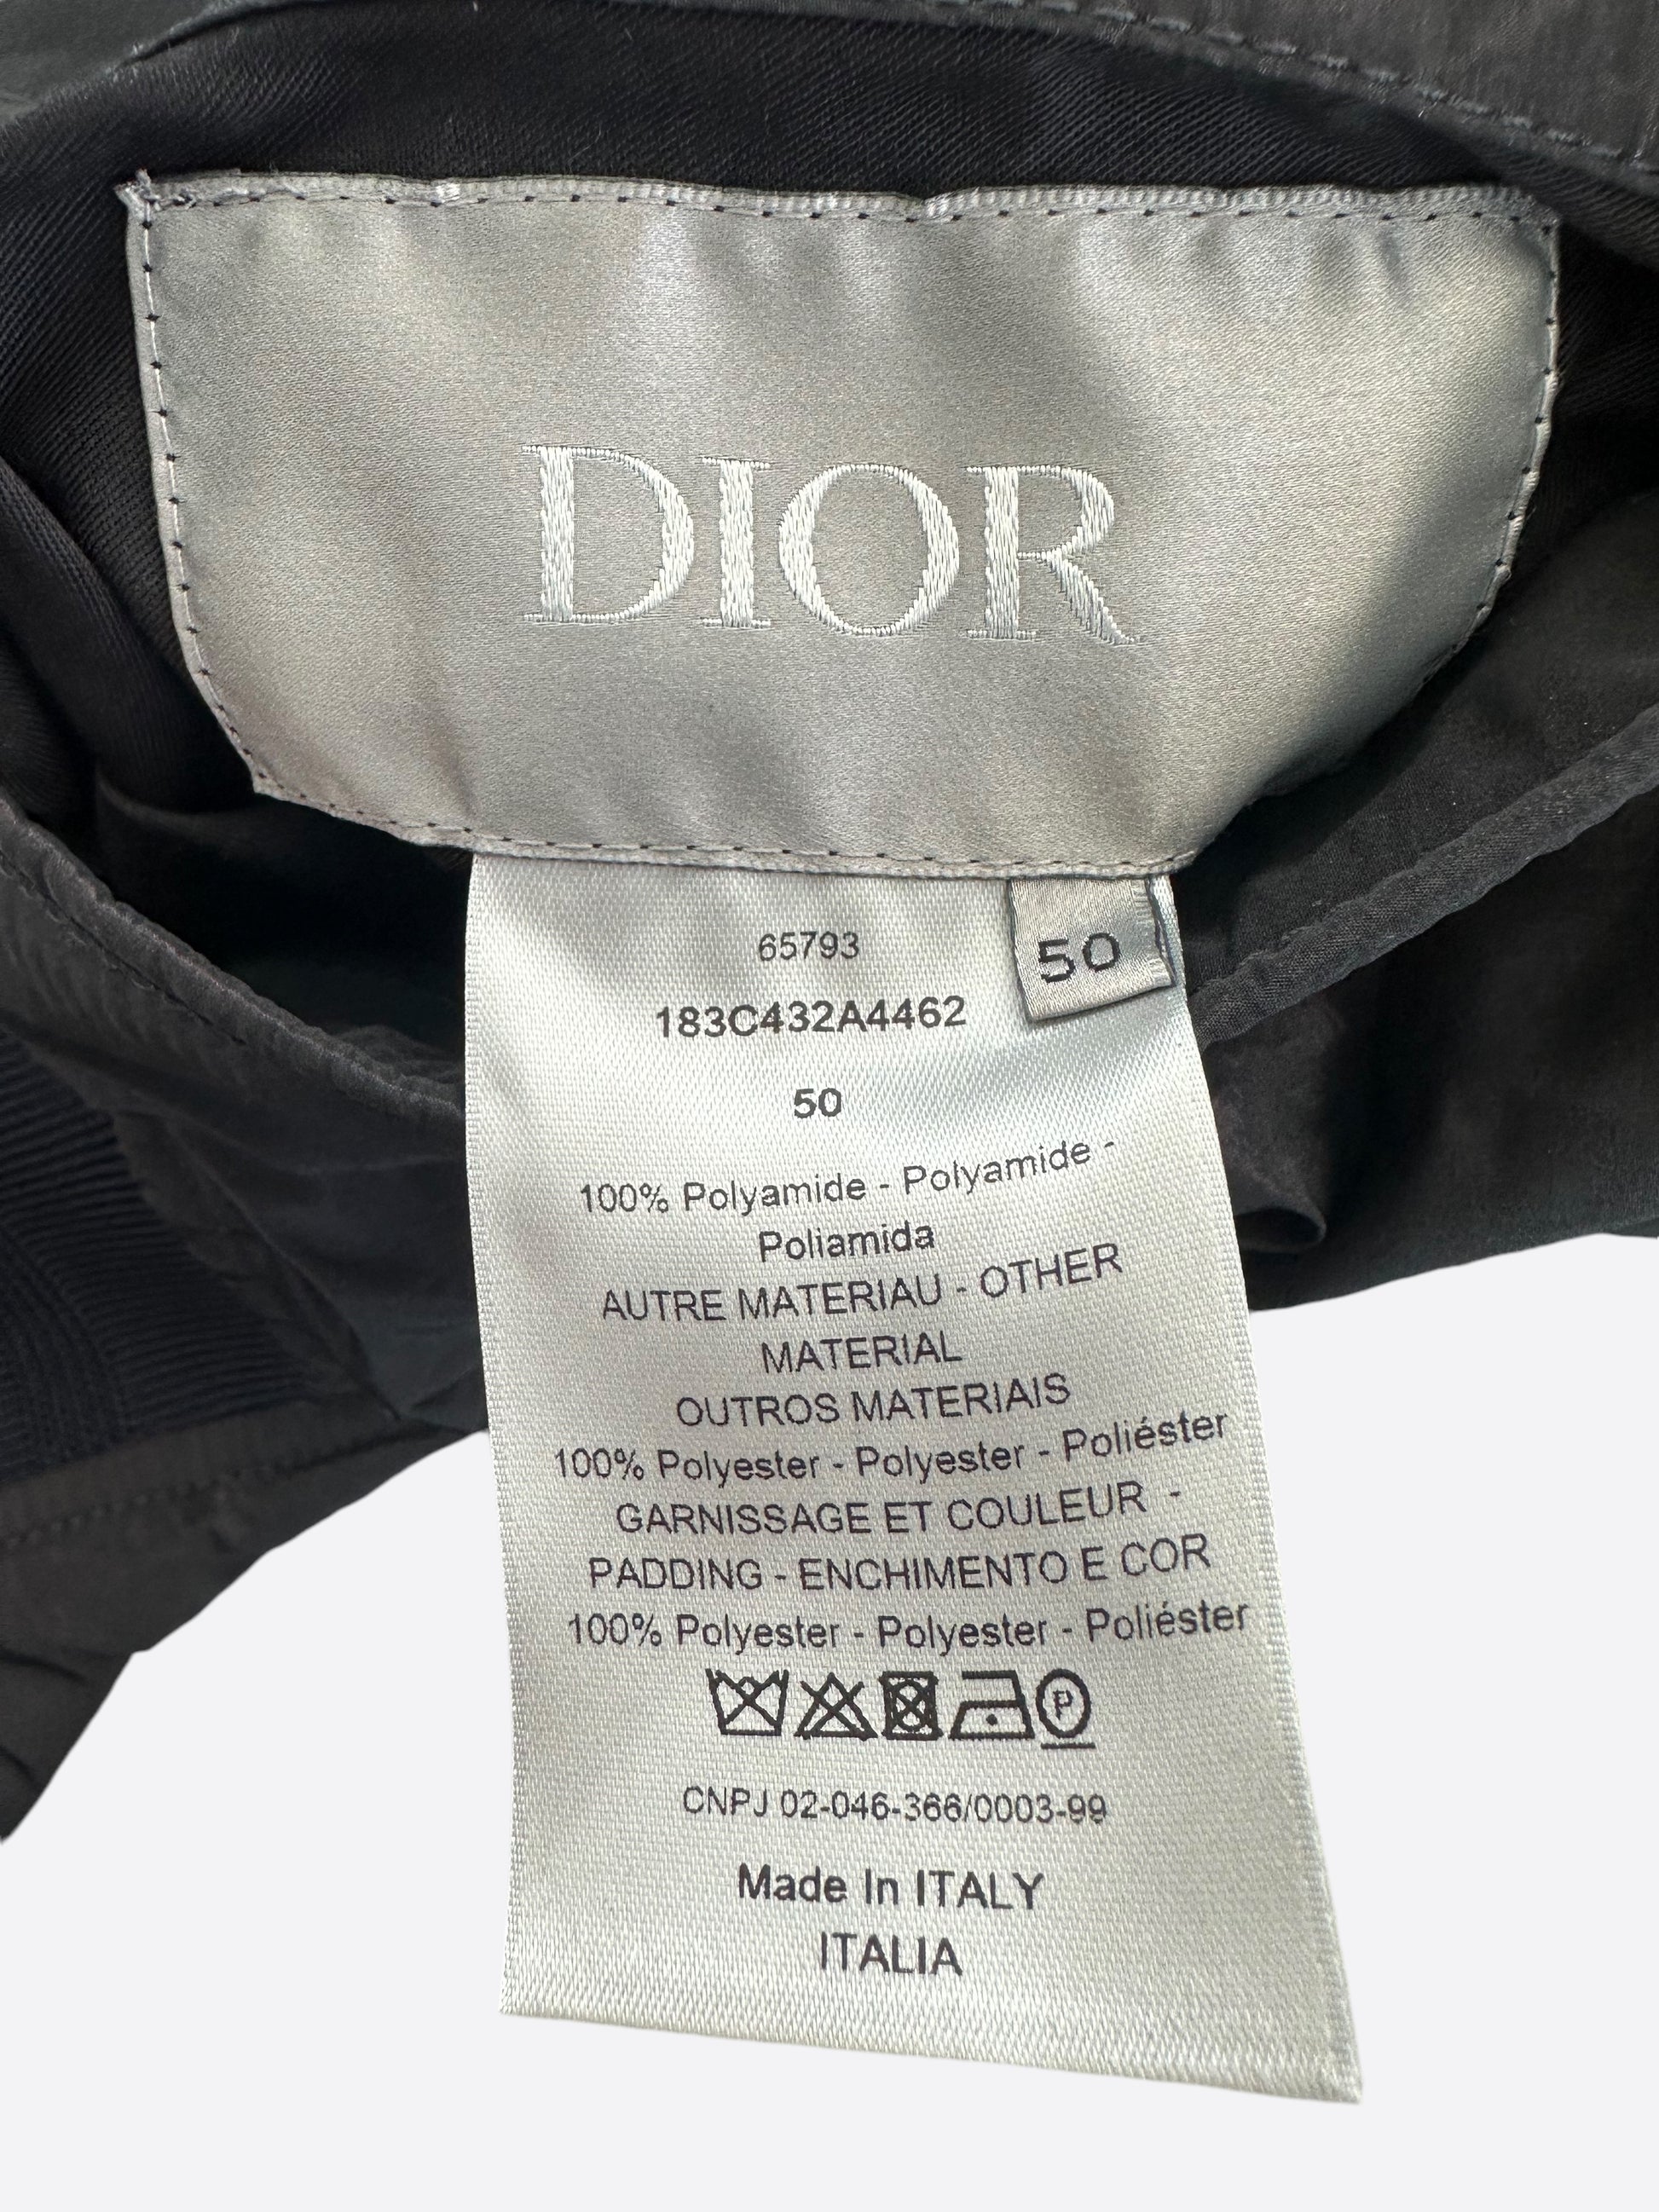 DIOR
50
65793
183C432A4462
50
100% Polyamide - Polyamide -
Poliamida
AUTRE MATERIAU - OTHER
MATERIAL
OUTROS MATERIAIS
100% Polyester - Polyester - Poliéster
GARNISSAGE ET COULEUR -
PADDING - ENCHIMENTO E COR
100% Polyester - Polyester - Poliéster
P
CNPJ 02-046-366/0003-99
Made In ITALY
ITALIA